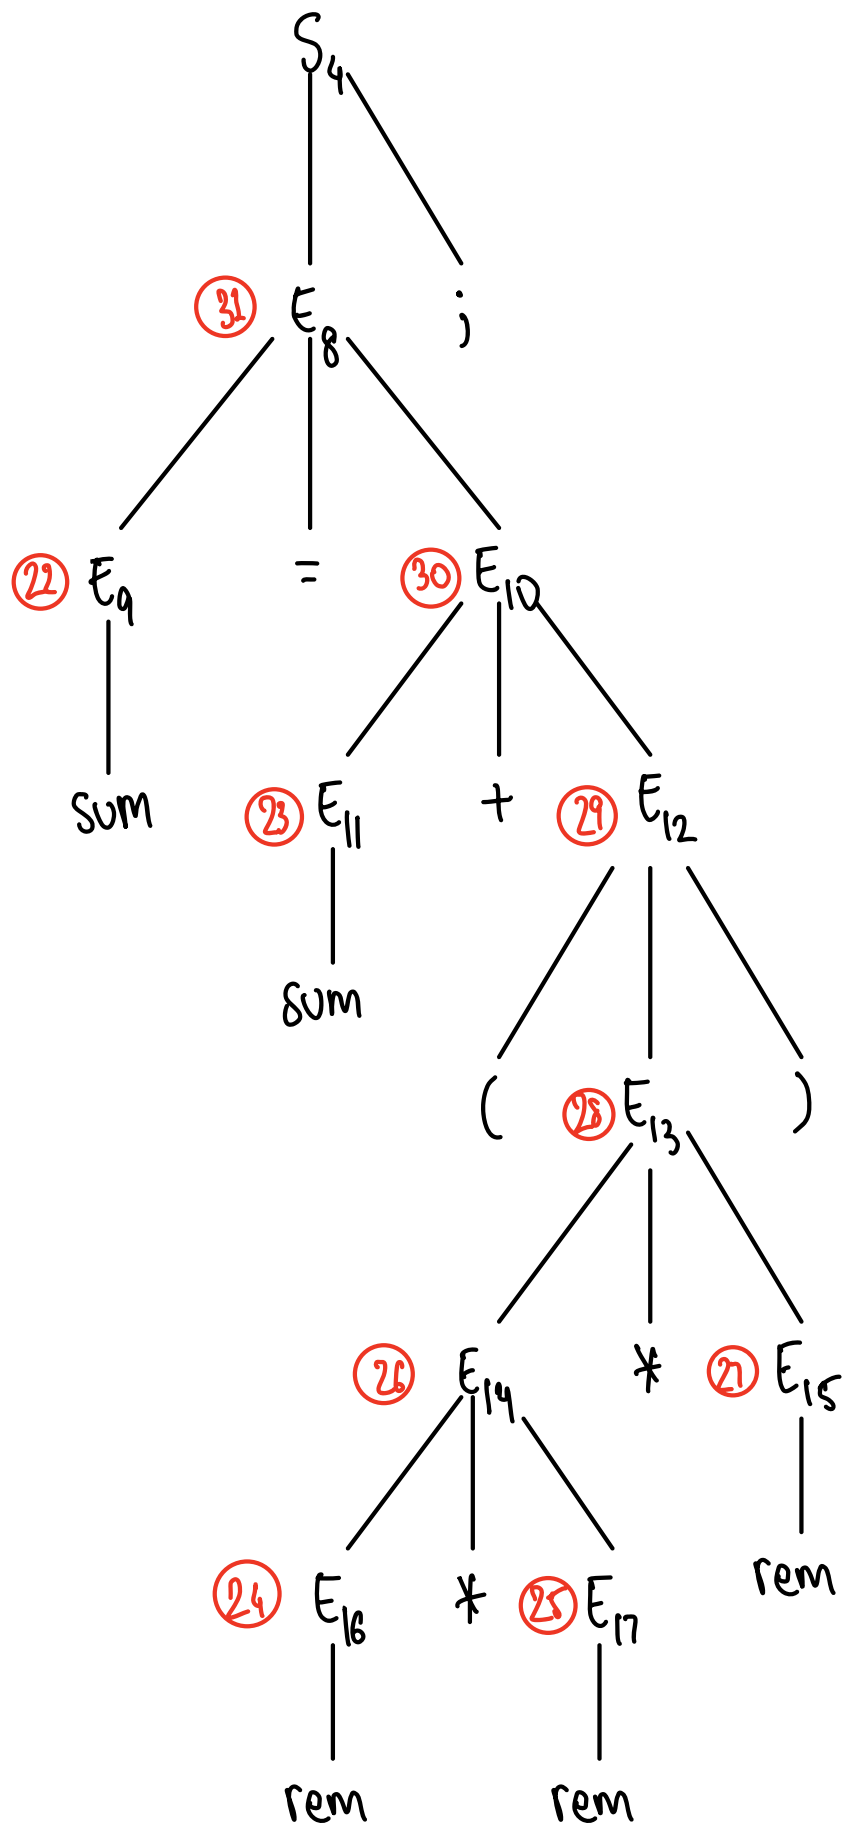 S₄
31 E₈ ;
22 E₉ = 30 E₁₀
sum 23 E₁₁ + 29 E₁₂
sum
( 28 E₁₃ )
26 E₁₄ * 27 E₁₅
24 E₁₆ * 25 E₁₇ rem
rem rem